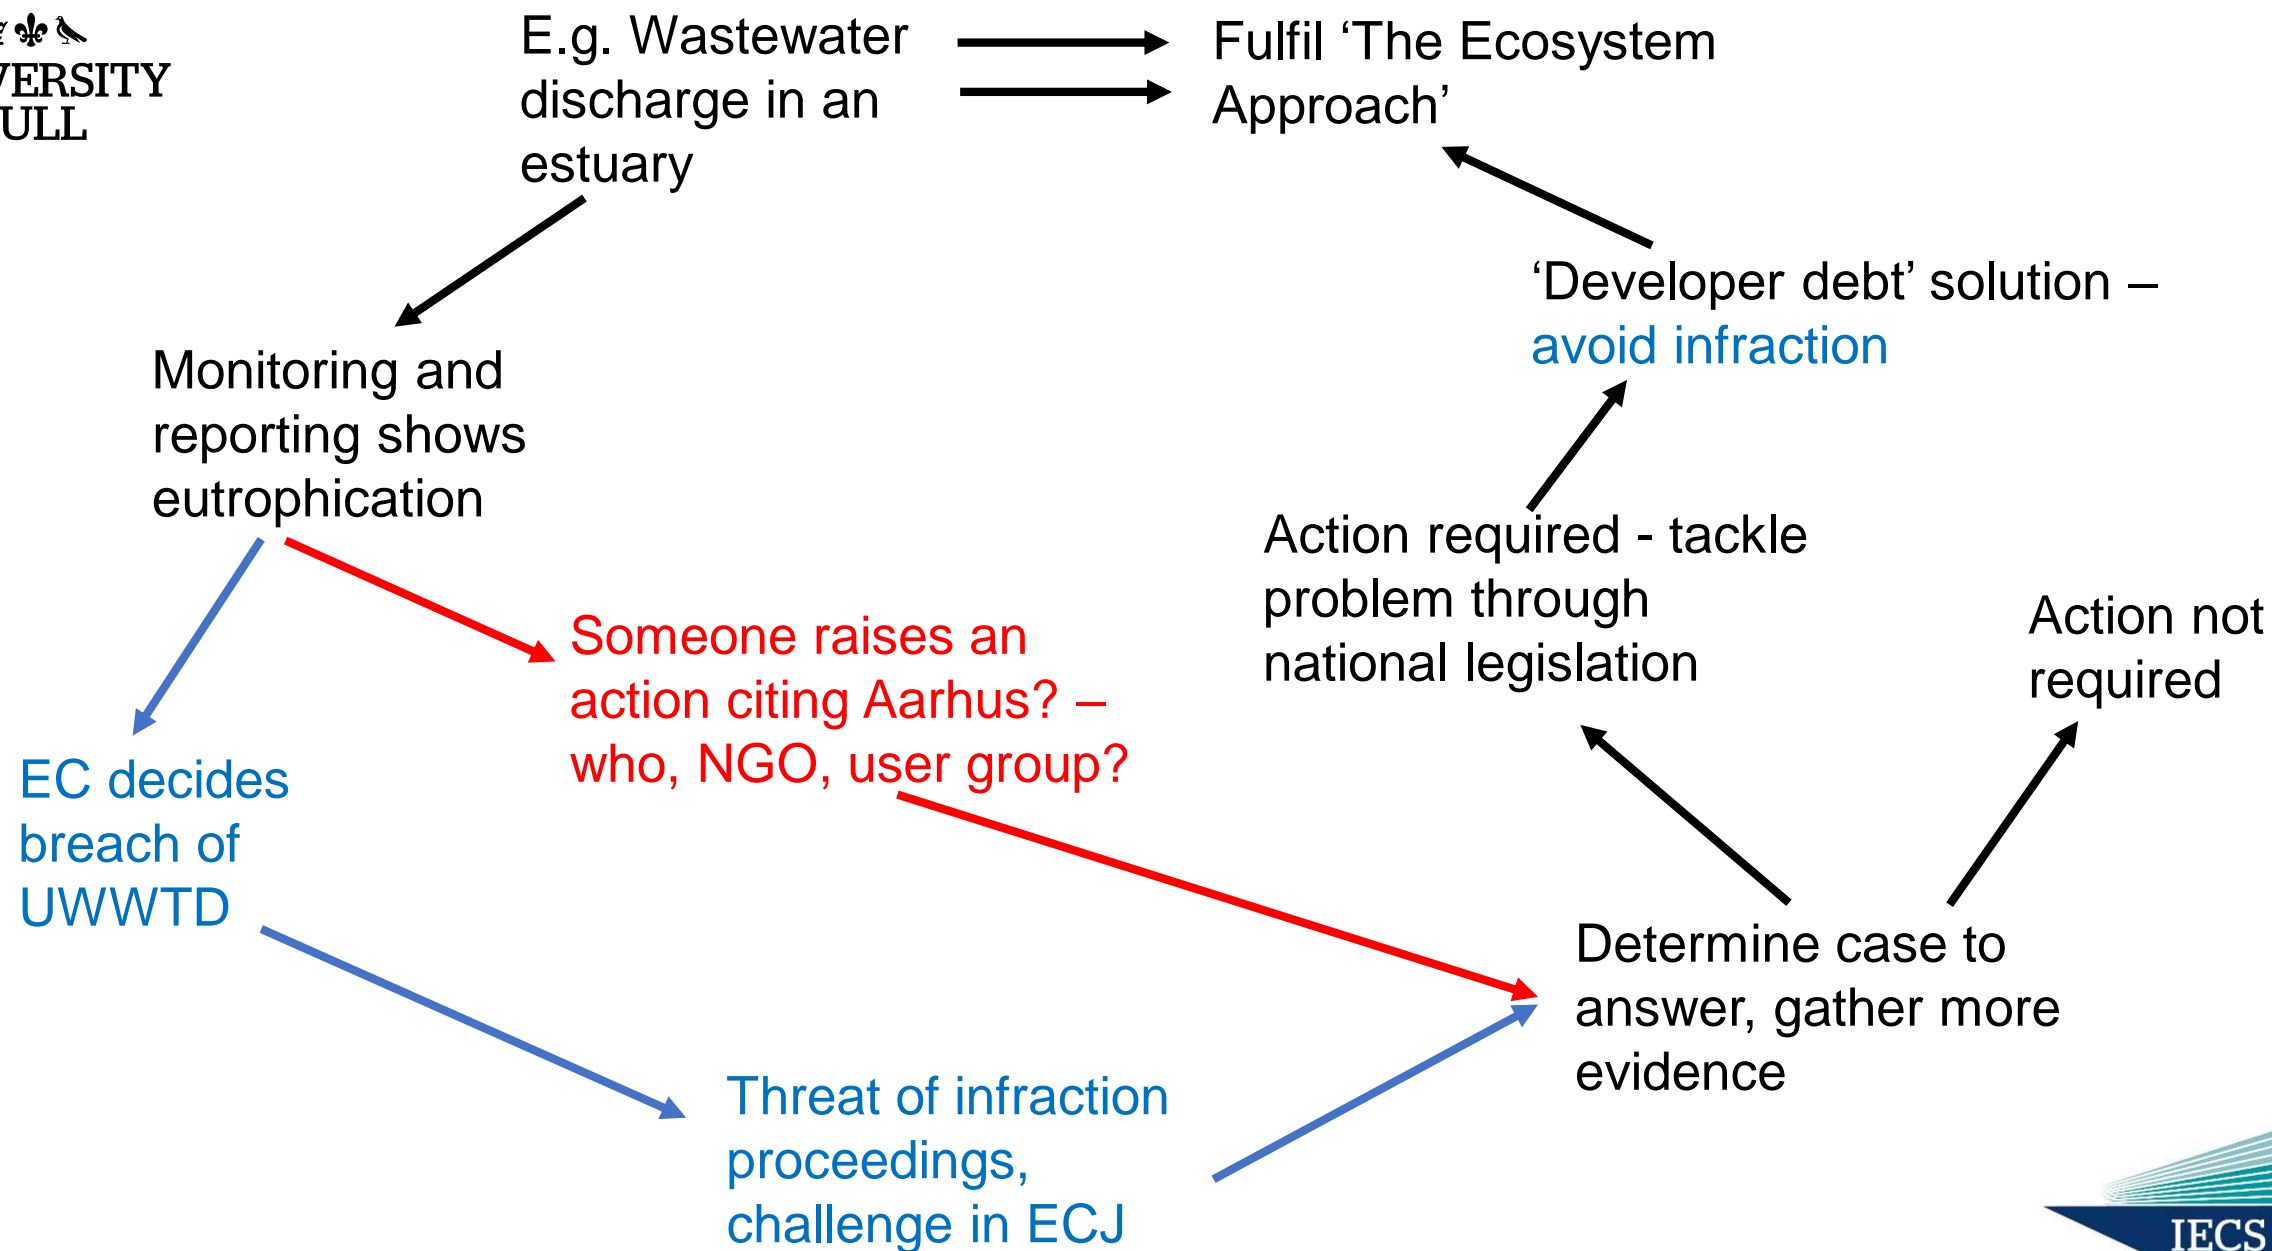 VERSITY
ULL
E.g. Wastewater
discharge in an
estuary
Fulfil ‘The Ecosystem
Approach’
‘Developer debt’ solution –
avoid infraction
Monitoring and
reporting shows
eutrophication
Action required - tackle
problem through
national legislation
Action not
required
Someone raises an
action citing Aarhus? –
who, NGO, user group?
EC decides
breach of
UWWTD
Determine case to
answer, gather more
evidence
Threat of infraction
proceedings,
challenge in ECJ
IECS